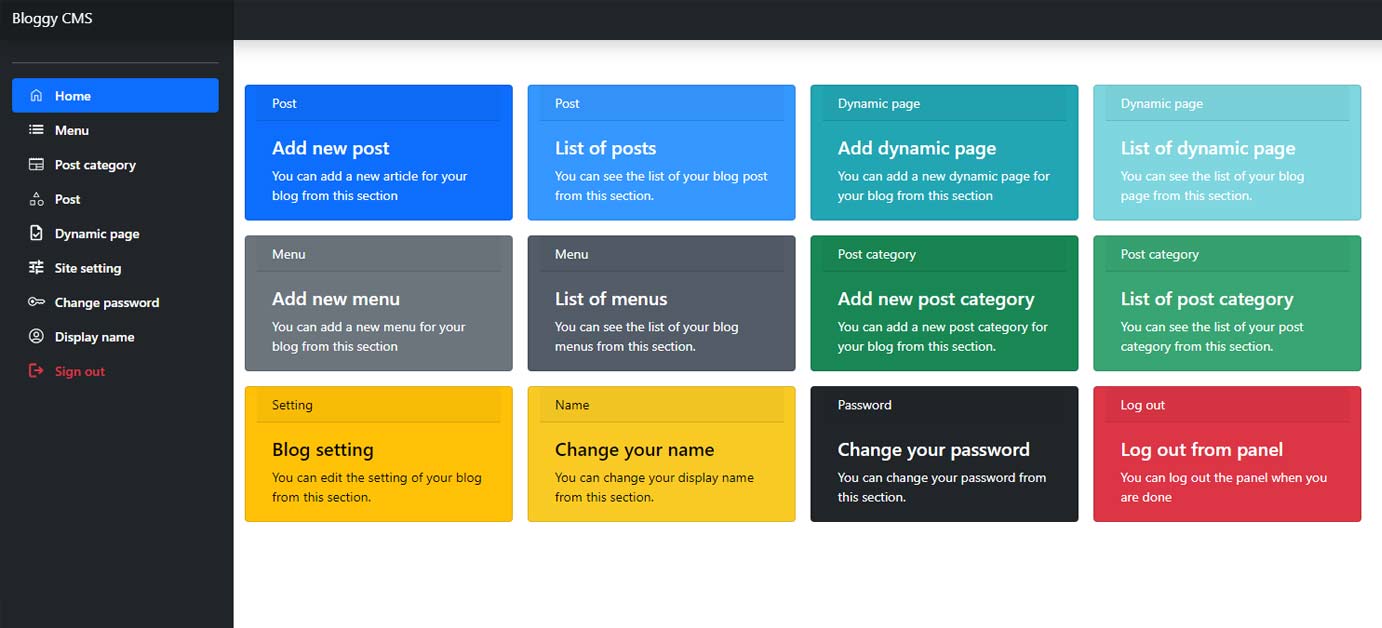 Bloggy CMS
Home
Menu
Post category
Post
Dynamic page
Site setting
Change password
Display name
Sign out
Post
Add new post
You can add a new article for your
blog from this section
Post
List of posts
You can see the list of your blog post
from this section.
Dynamic page
Add dynamic page
You can add a new dynamic page for
your blog from this section
Dynamic page
List of dynamic page
You can see the list of your blog
page from this section.
Menu
Add new menu
You can add a new menu for your
blog from this section
Menu
List of menus
You can see the list of your blog
menus from this section.
Post category
Add new post category
You can add a new post category for
your blog from this section.
Post category
List of post category
You can see the list of your post
category from this section.
Setting
Blog setting
You can edit the setting of your blog
from this section.
Name
Change your name
You can change your display name
from this section.
Password
Change your password
You can change your password from
this section.
Log out
Log out from panel
You can log out the panel when you
are done